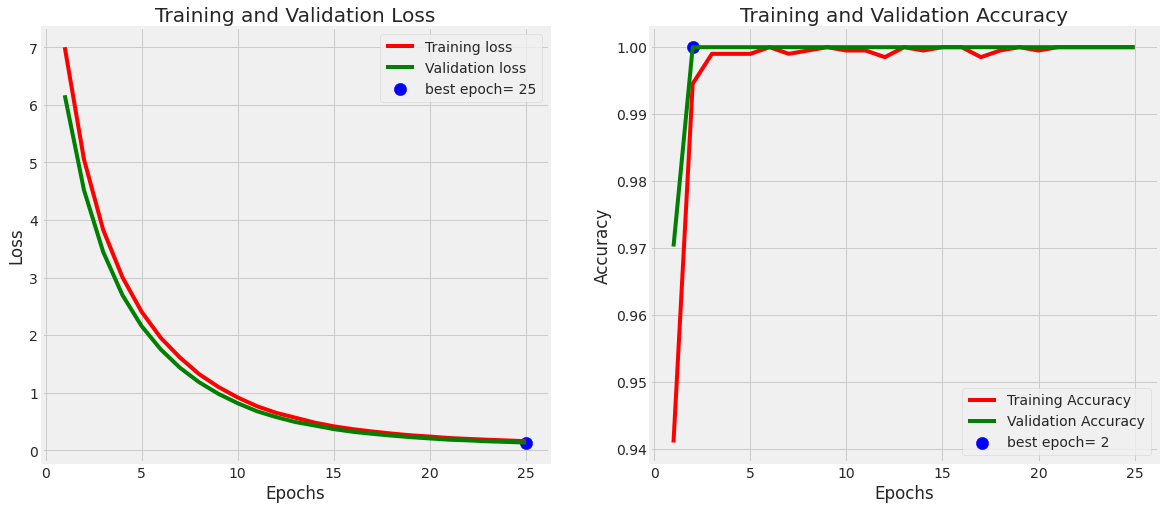 Training and Validation Loss
Training loss
Validation loss
best epoch= 25
Loss
7
6
5
4
3
2
1
0
0 5 10 15 20 25
Epochs
Training and Validation Accuracy
Accuracy
1.00
0.99
0.98
0.97
0.96
0.95
0.94
Training Accuracy
Validation Accuracy
best epoch= 2
0 5 10 15 20 25
Epochs